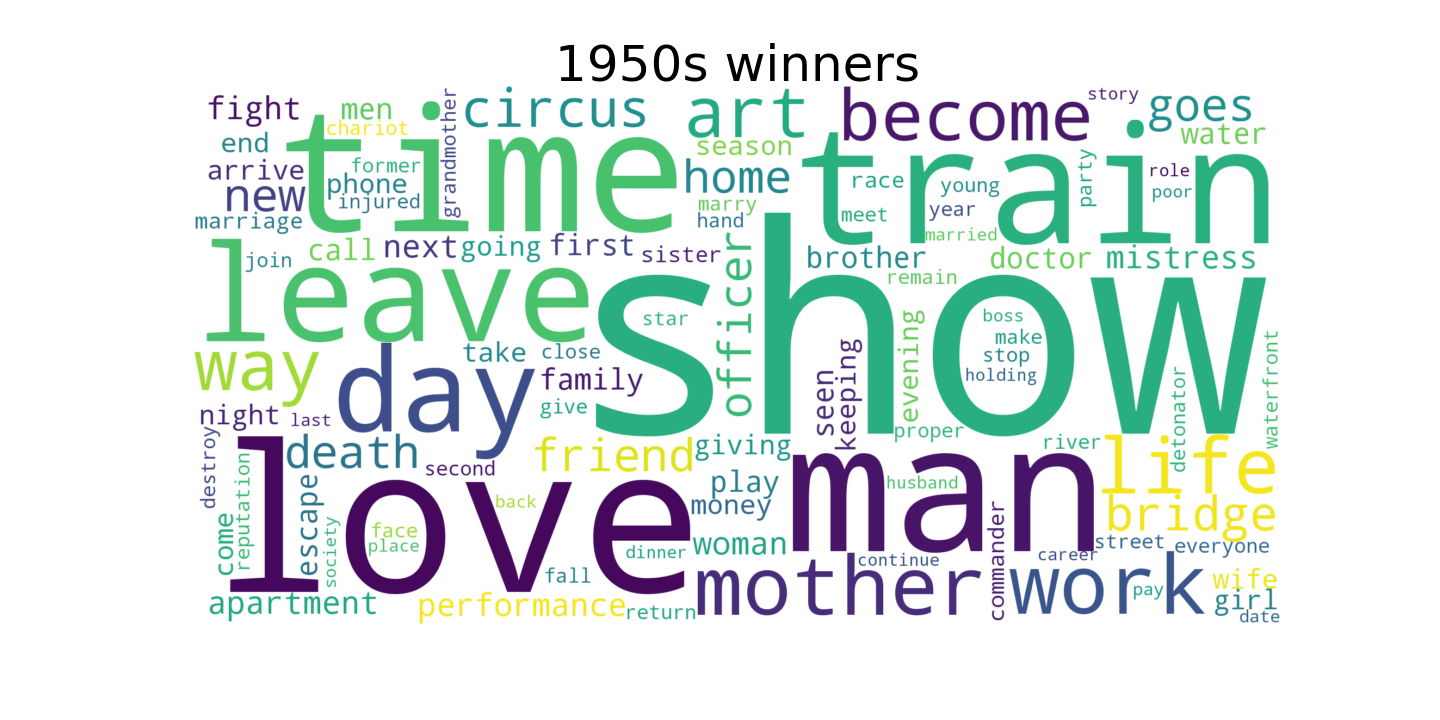 1950s winners
fight men chariot grandmother circus art become story goes
end time season train water
arrive former phone home race young party role
new injured marry meet year poor
marriage hand married
join call next going first sister officer brother doctor mistress
leave show remain
star evening boss
way day take close keeping make
family seen stop holding
night last give proper detonator waterfront
destroy death second friend giving river life
love man
reputation escape back play husband bridge
come society face money commander
place dinner woman street everyone
fall continue career
apartment performance return mother work pay wife
girl
date